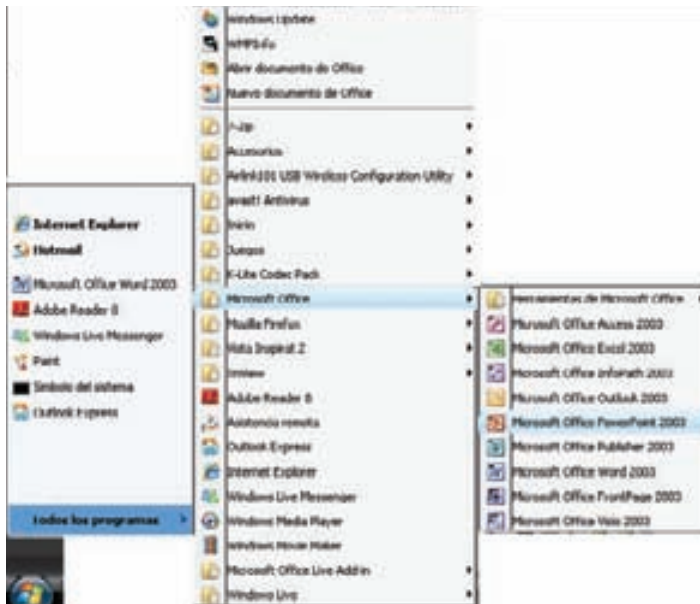 Internet Explorer
Hotmail
Microsoft Office Word 2003
Adobe Reader 8
Windows Live Messenger
Paint
Símbolo del sistema
Outlook Express
Todos los programas
Windows Update
Abrir documento de Office
Nuevo documento de Office
7-Zip
Accesorios
Airlink101 USB Wireless Configuration Utility
avast! Antivirus
Inicio
Juegos
K-Lite Codec Pack
Microsoft Office
Mozilla Firefox
Vista Inspirat 2
Adobe Reader 8
Asistencia remota
Outlook Express
Internet Explorer
Windows Live Messenger
Windows Media Player
Windows Movie Maker
Microsoft Office Live Add-in
Windows Live
Herramientas de Microsoft Office
Microsoft Office Access 2003
Microsoft Office Excel 2003
Microsoft Office InfoPath 2003
Microsoft Office Outlook 2003
Microsoft Office PowerPoint 2003
Microsoft Office Publisher 2003
Microsoft Office Word 2003
Microsoft Office FrontPage 2003
Microsoft Office Visio 2003